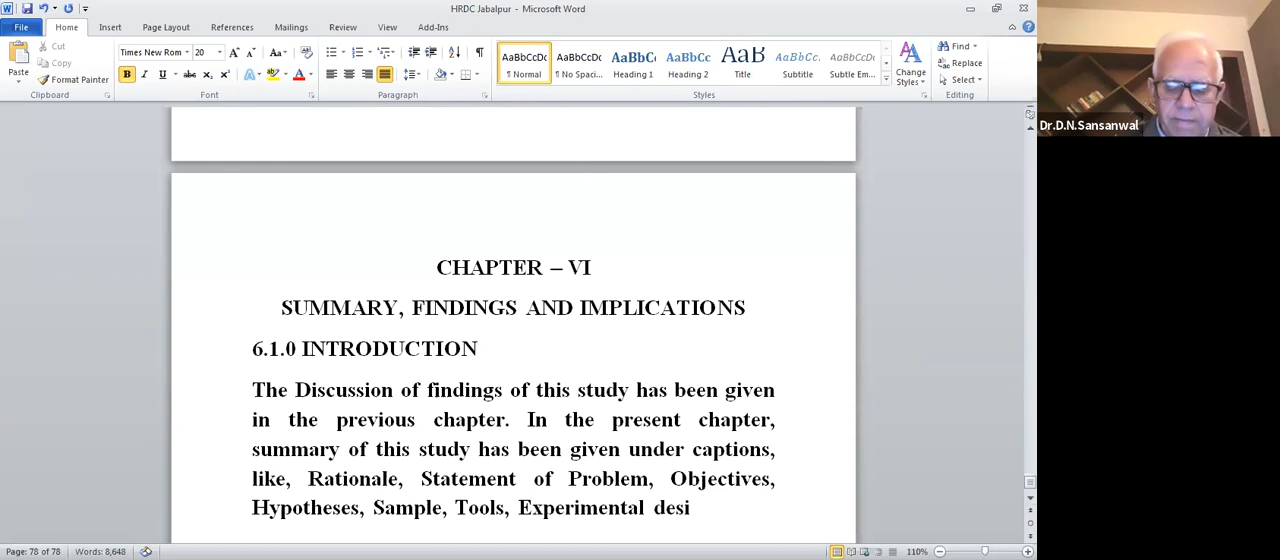 HRDC Jabalpur - Microsoft Word
File Home Insert Page Layout References Mailings Review View Add-Ins
Cut
Copy
Format Painter
Paste
Clipboard
Times New Rom 20
Font
Paragraph
AaBbCcDc AaBbCcDc AaBbCc AaBbCc AaB AaBbCc. AaBbCcDc
¶ Normal ¶ No Spaci... Heading 1 Heading 2 Title Subtitle Subtle Em...
Change
Styles
Styles
Find
Replace
Select
Editing
Dr.D.N.Sansanwal
CHAPTER – VI
SUMMARY, FINDINGS AND IMPLICATIONS
6.1.0 INTRODUCTION
The Discussion of findings of this study has been given
in the previous chapter. In the present chapter,
summary of this study has been given under captions,
like, Rationale, Statement of Problem, Objectives,
Hypotheses, Sample, Tools, Experimental desi
Page: 78 of 78 Words: 8,648 110%